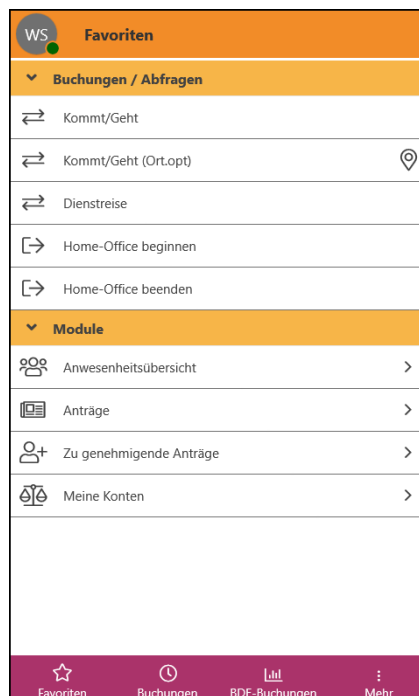 WS Favoriten
Buchungen / Abfragen
Kommt/Geht
Kommt/Geht (Ort.opt)
Dienstreise
Home-Office beginnen
Home-Office beenden
Module
Anwesenheitsübersicht
Anträge
Zu genehmigende Anträge
Meine Konten
Favoriten Buchungen BDE-Buchungen Mehr